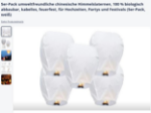 5er-Pack umweltfreundliche chinesische Himmelslaternen, 100 % biologisch
abbaubar, kabellos, feuerfest, für Hochzeiten, Partys und Festivals (5er-Pack,
weiß)